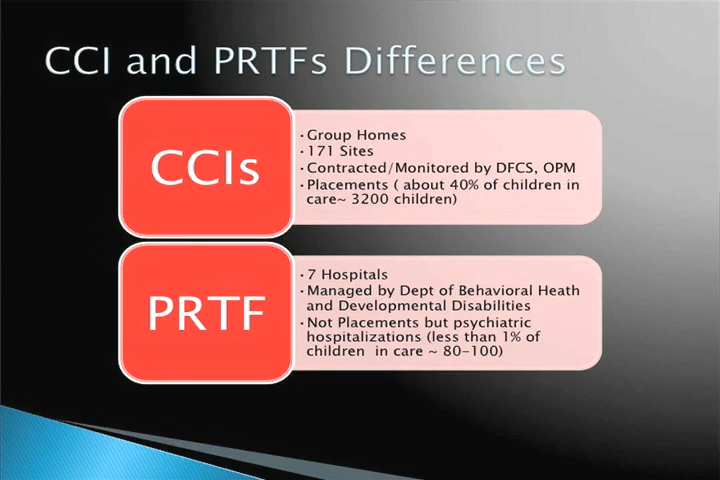 CCI and PRTFs Differences
CCIs
•Group Homes
•171 Sites
•Contracted/Monitored by DFCS, OPM
•Placements ( about 40% of children in
care~ 3200 children)
PRTF
•7 Hospitals
•Managed by Dept of Behavioral Heath
and Developmental Disabilities
•Not Placements but psychiatric
hospitalizations (less than 1% of
children in care ~ 80-100)